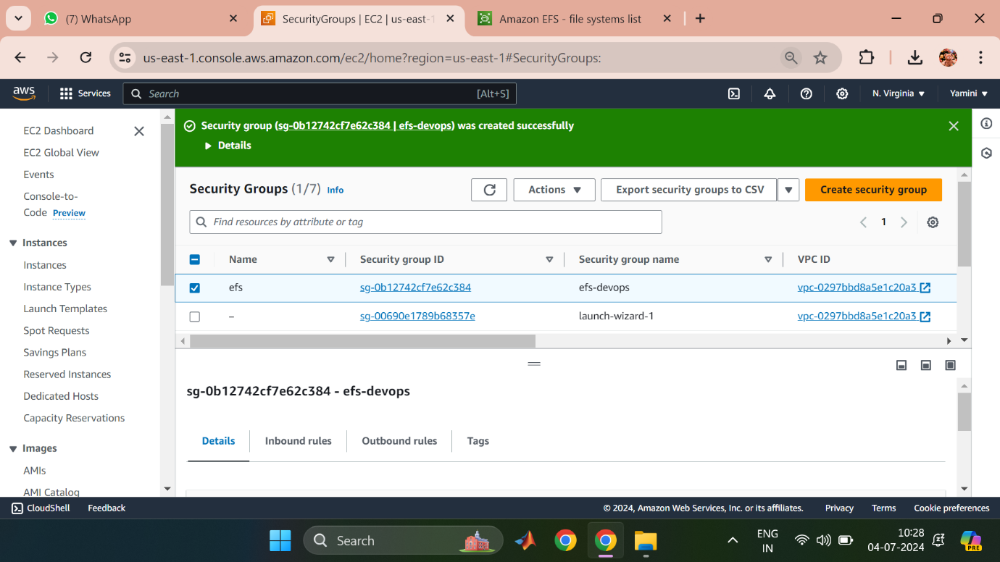 (7) WhatsApp
SecurityGroups | EC2 | us-east-1
Amazon EFS - file systems list
us-east-1.console.aws.amazon.com/ec2/home?region=us-east-1#SecurityGroups:
aws
Services
Search
[Alt+S]
N. Virginia
Yamini
EC2 Dashboard
EC2 Global View
Events
Console-to-
Code Preview
Instances
Instances
Instance Types
Launch Templates
Spot Requests
Savings Plans
Reserved Instances
Dedicated Hosts
Capacity Reservations
Images
AMIs
AMI Catalog
Security group (sg-0b12742cf7e62c384 | efs-devops) was created successfully
Details
Security Groups (1/7) Info
Actions
Export security groups to CSV
Create security group
Find resources by attribute or tag
1
Name Security group ID Security group name VPC ID
efs sg-0b12742cf7e62c384 efs-devops vpc-0297bbd8a5e1c20a3
– sg-00690e1789b68357e launch-wizard-1 vpc-0297bbd8a5e1c20a3
sg-0b12742cf7e62c384 - efs-devops
Details Inbound rules Outbound rules Tags
CloudShell Feedback © 2024, Amazon Web Services, Inc. or its affiliates. Privacy Terms Cookie preferences
Search
ENG
IN
10:28
04-07-2024
PRE